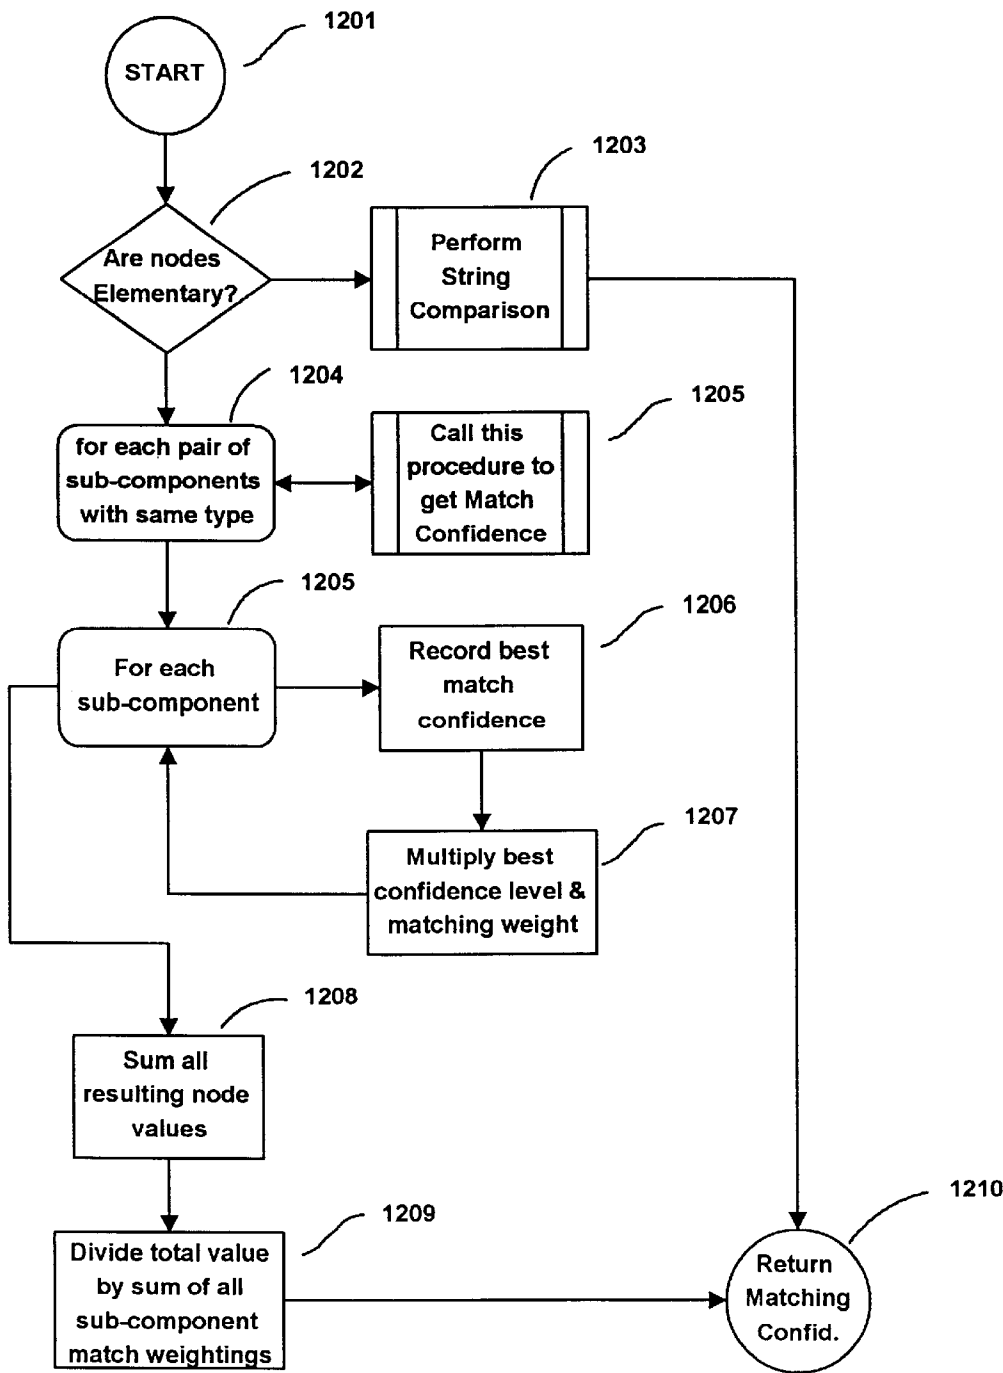 1201
START
1202
1203
Are nodes
Elementary?
Perform
String
Comparison
1204
1205
for each pair of
sub-components
with same type
Call this
procedure to
get Match
Confidence
1205
1206
For each
sub-component
Record best
match
confidence
1207
Multiply best
confidence level &
matching weight
1208
Sum all
resulting node
values
1209
1210
Divide total value
by sum of all
sub-component
match weightings
Return
Matching
Confid.